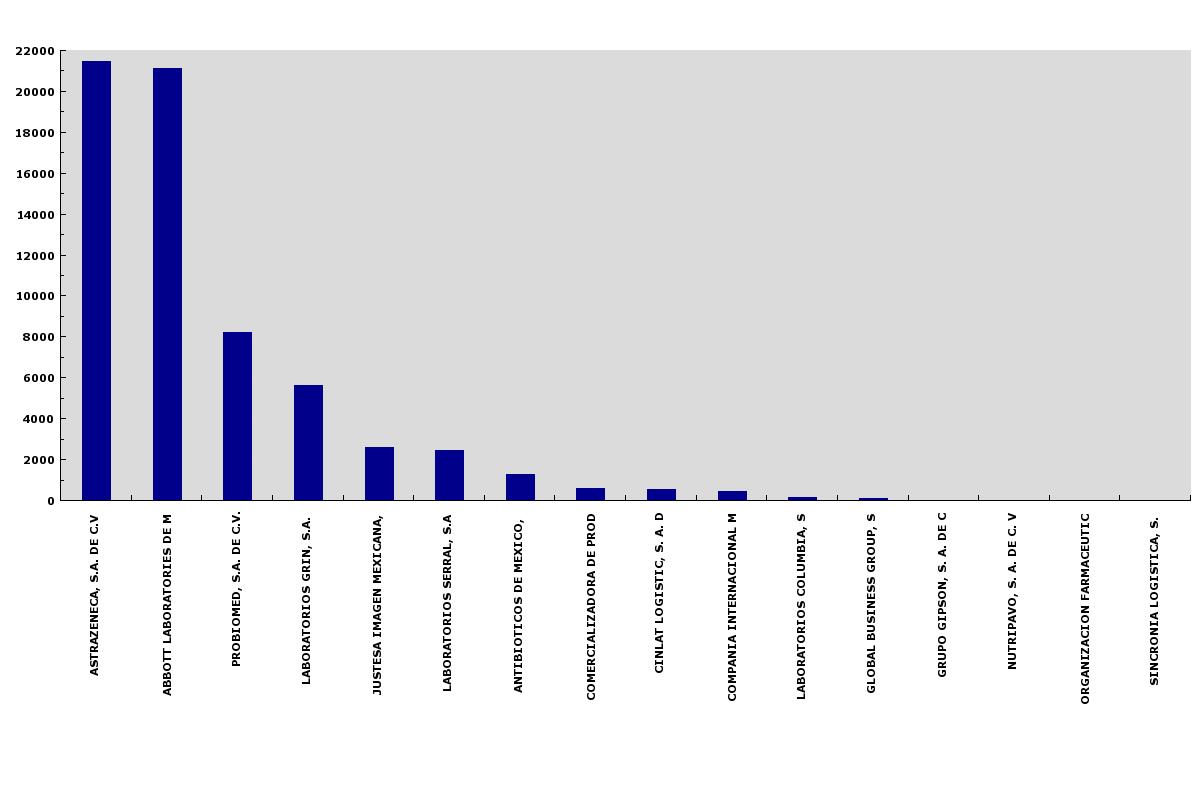 22000
20000
18000
16000
14000
12000
10000
8000
6000
4000
2000
0
ASTRAZENECA, S.A. DE C.V
ABBOTT LABORATORIES DE M
PROBIOMED, S.A. DE C.V.
LABORATORIOS GRIN, S.A.
JUSTESA IMAGEN MEXICANA,
LABORATORIOS SERRAL, S.A
ANTIBIOTICOS DE MEXICO,
COMERCIALIZADORA DE PROD
CINLAT LOGISTIC, S. A. D
COMPANIA INTERNACIONAL M
LABORATORIOS COLUMBIA, S
GLOBAL BUSINESS GROUP, S
GRUPO GIPSON, S. A. DE C
NUTRIPAVO, S. A. DE C. V
ORGANIZACION FARMACEUTIC
SINCRONIA LOGISTICA, S.